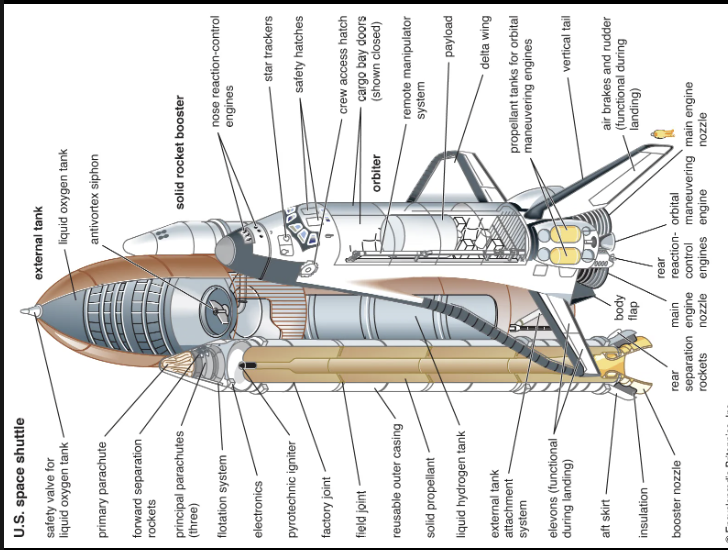 U.S. space shuttle
safety valve for
liquid oxygen tank
primary parachute
forward separation
rockets
principal parachutes
(three)
flotation system
electronics
pyrotechnic igniter
factory joint
field joint
reusable outer casing
solid propellant
liquid hydrogen tank
external tank
attachment
system
elevons (functional
during landing)
aft skirt
insulation
booster nozzle
external tank
liquid oxygen tank
antivortex siphon
solid rocket booster
nose reaction-control
engines
star trackers
safety hatches
crew access hatch
cargo bay doors
(shown closed)
orbiter
remote manipulator
system
payload
delta wing
propellant tanks for orbital
maneuvering engines
vertical tail
air brakes and rudder
(functional during
landing)
main engine
nozzle
orbital
maneuvering
engine
rear
reaction-
control
engines
main
engine
nozzle
body
flap
rear
separation
rockets